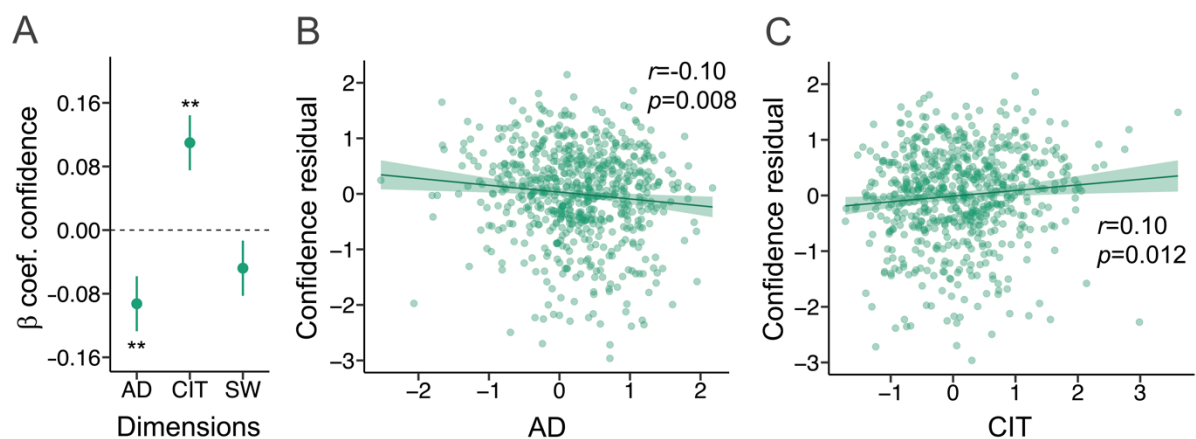 A
β coef. confidence
0.16
0.08
0.00
−0.08
−0.16
**
**
AD CIT SW
Dimensions
B
Confidence residual
2
1
0
−1
−2
−3
r=-0.10
p=0.008
−2 −1 0 1 2
AD
C
Confidence residual
2
1
0
−1
−2
−3
r=0.10
p=0.012
−1 0 1 2 3
CIT